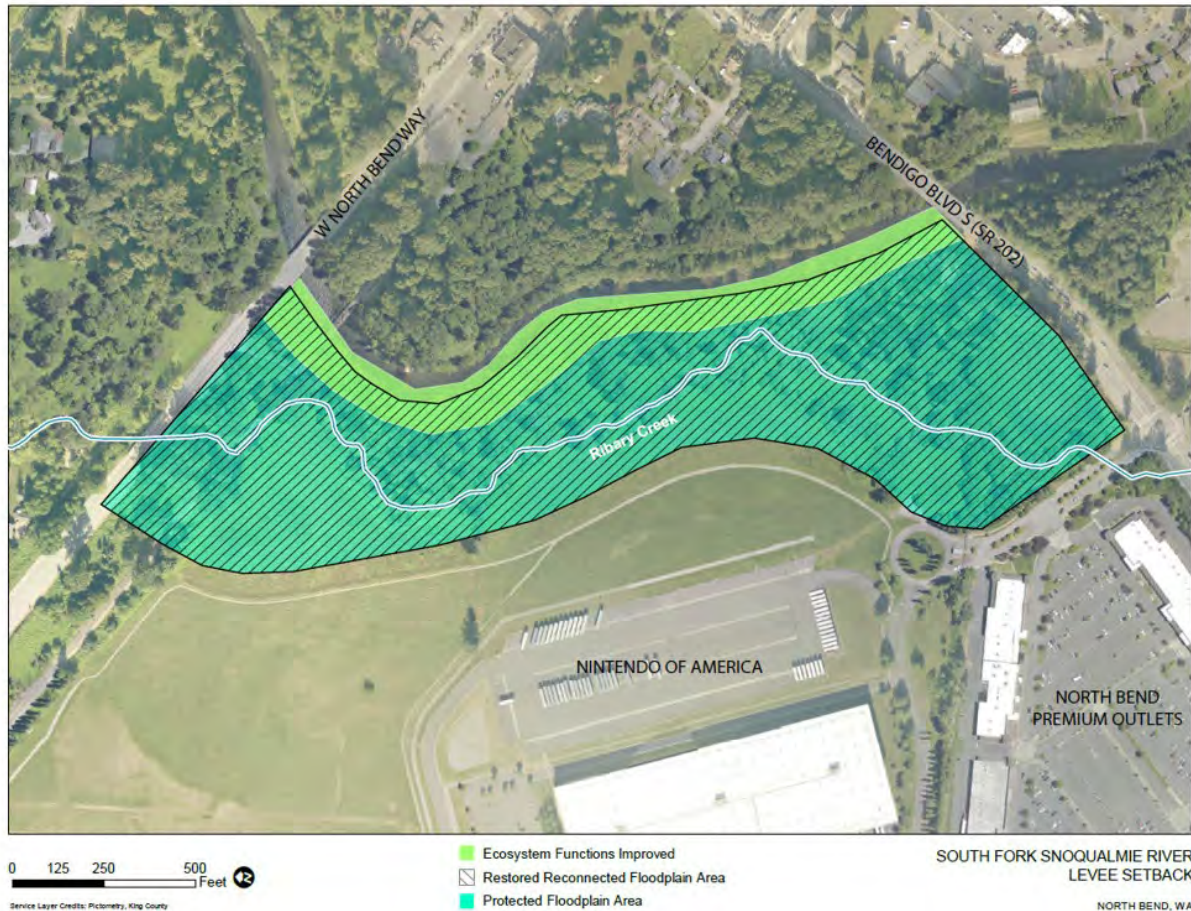 W NORTH BEND WAY
BENDIGO BLVD S (SR 202)
Ribary Creek
NINTENDO OF AMERICA
NORTH BEND
PREMIUM OUTLETS
0 125 250 500
Feet
N
Service Layer Credits: Pictometry, King County
Ecosystem Functions Improved
Restored Reconnected Floodplain Area
Protected Floodplain Area
SOUTH FORK SNOQUALMIE RIVER
LEVEE SETBACK
NORTH BEND, WA